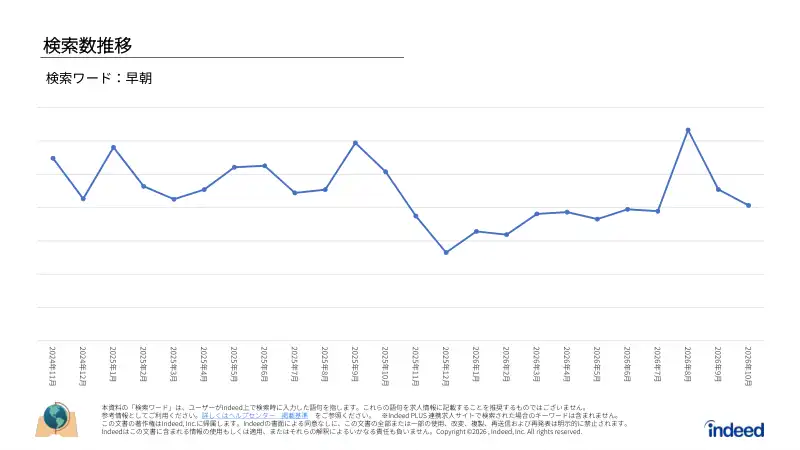 検索数推移
検索ワード：早朝
2024年11月
2024年12月
2025年1月
2025年2月
2025年3月
2025年4月
2025年5月
2025年6月
2025年7月
2025年8月
2025年9月
2025年10月
2025年11月
2025年12月
2026年1月
2026年2月
2026年3月
2026年4月
2026年5月
2026年6月
2026年7月
2026年8月
2026年9月
2026年10月
本資料の「検索ワード」は、ユーザーがIndeed上で検索時に入力した語句を指します。これらの語句を求人情報に記載することを推奨するものではございません。
参考情報としてご利用ください。詳しくはヘルプセンター 掲載基準 をご参照ください。 ※Indeed PLUS 連携求人サイトで検索された場合のキーワードは含まれません。
この文書の著作権はIndeed, Inc.に帰属します。Indeedの書面による同意なしに、この文書の全部または一部の使用、改変、複製、再送信および再発表は明示的に禁止されます。
Indeedはこの文書に含まれる情報の使用もしくは適用、またはそれらの解釈によるいかなる責任も負いません。Copyright ©2026 , Indeed, Inc. All rights reserved.
indeed